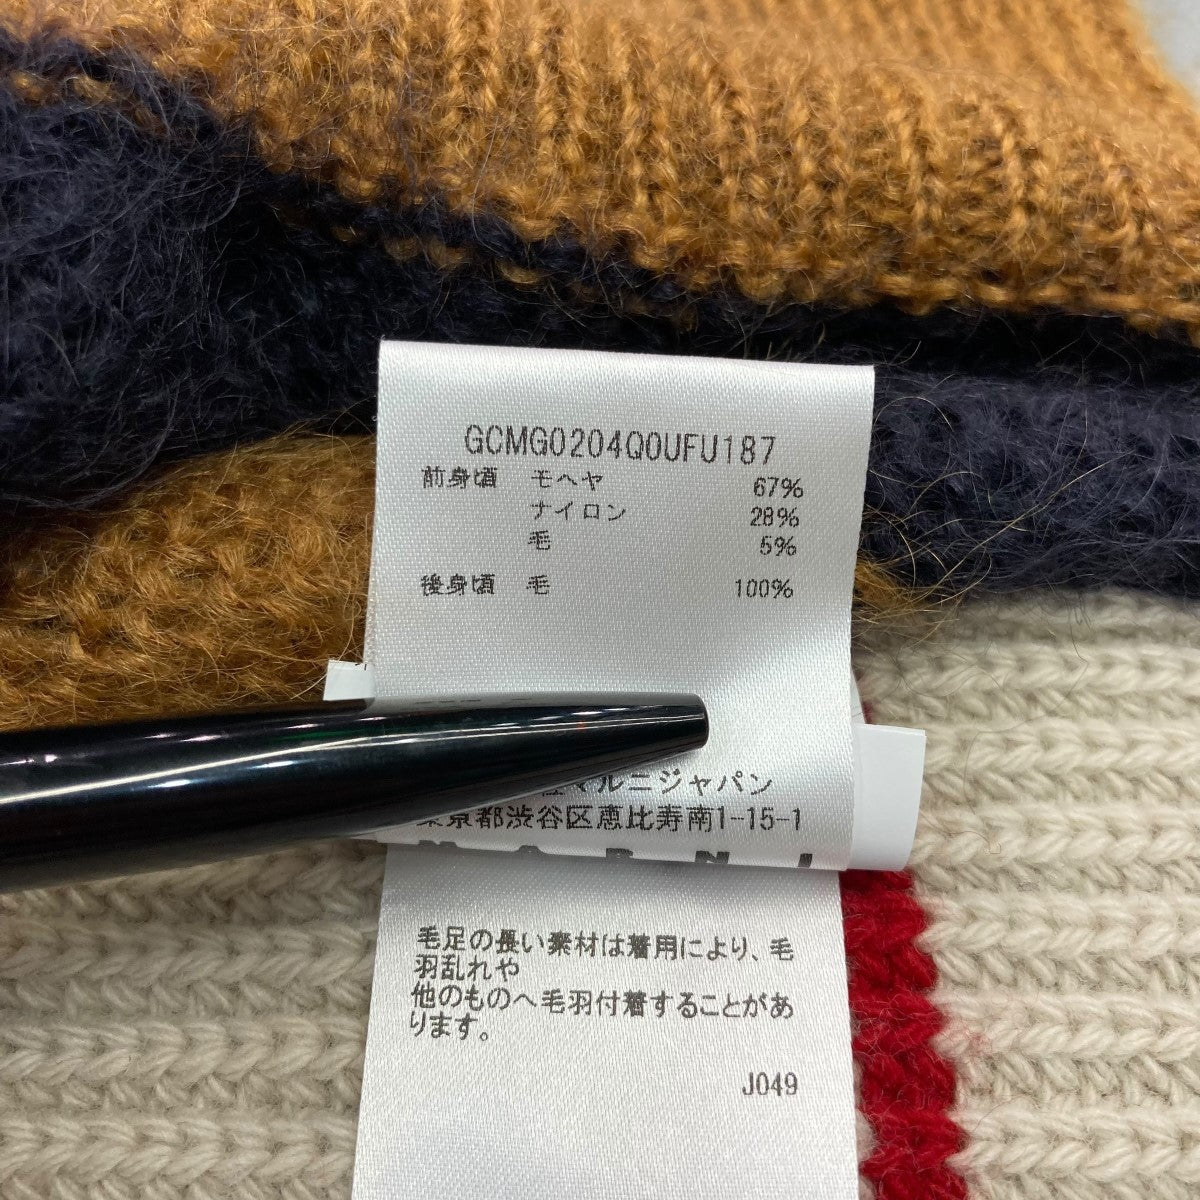 GCMG0204Q0UFU187
前身頃 モヘヤ 67%
ナイロン 28%
毛 5%
後身頃 毛 100%
マルニジャパン
東京都渋谷区恵比寿南1-15-1
MARNI
毛足の長い素材は着用により、毛
羽乱れや
他のものへ毛羽付着することがあ
ります。
J049